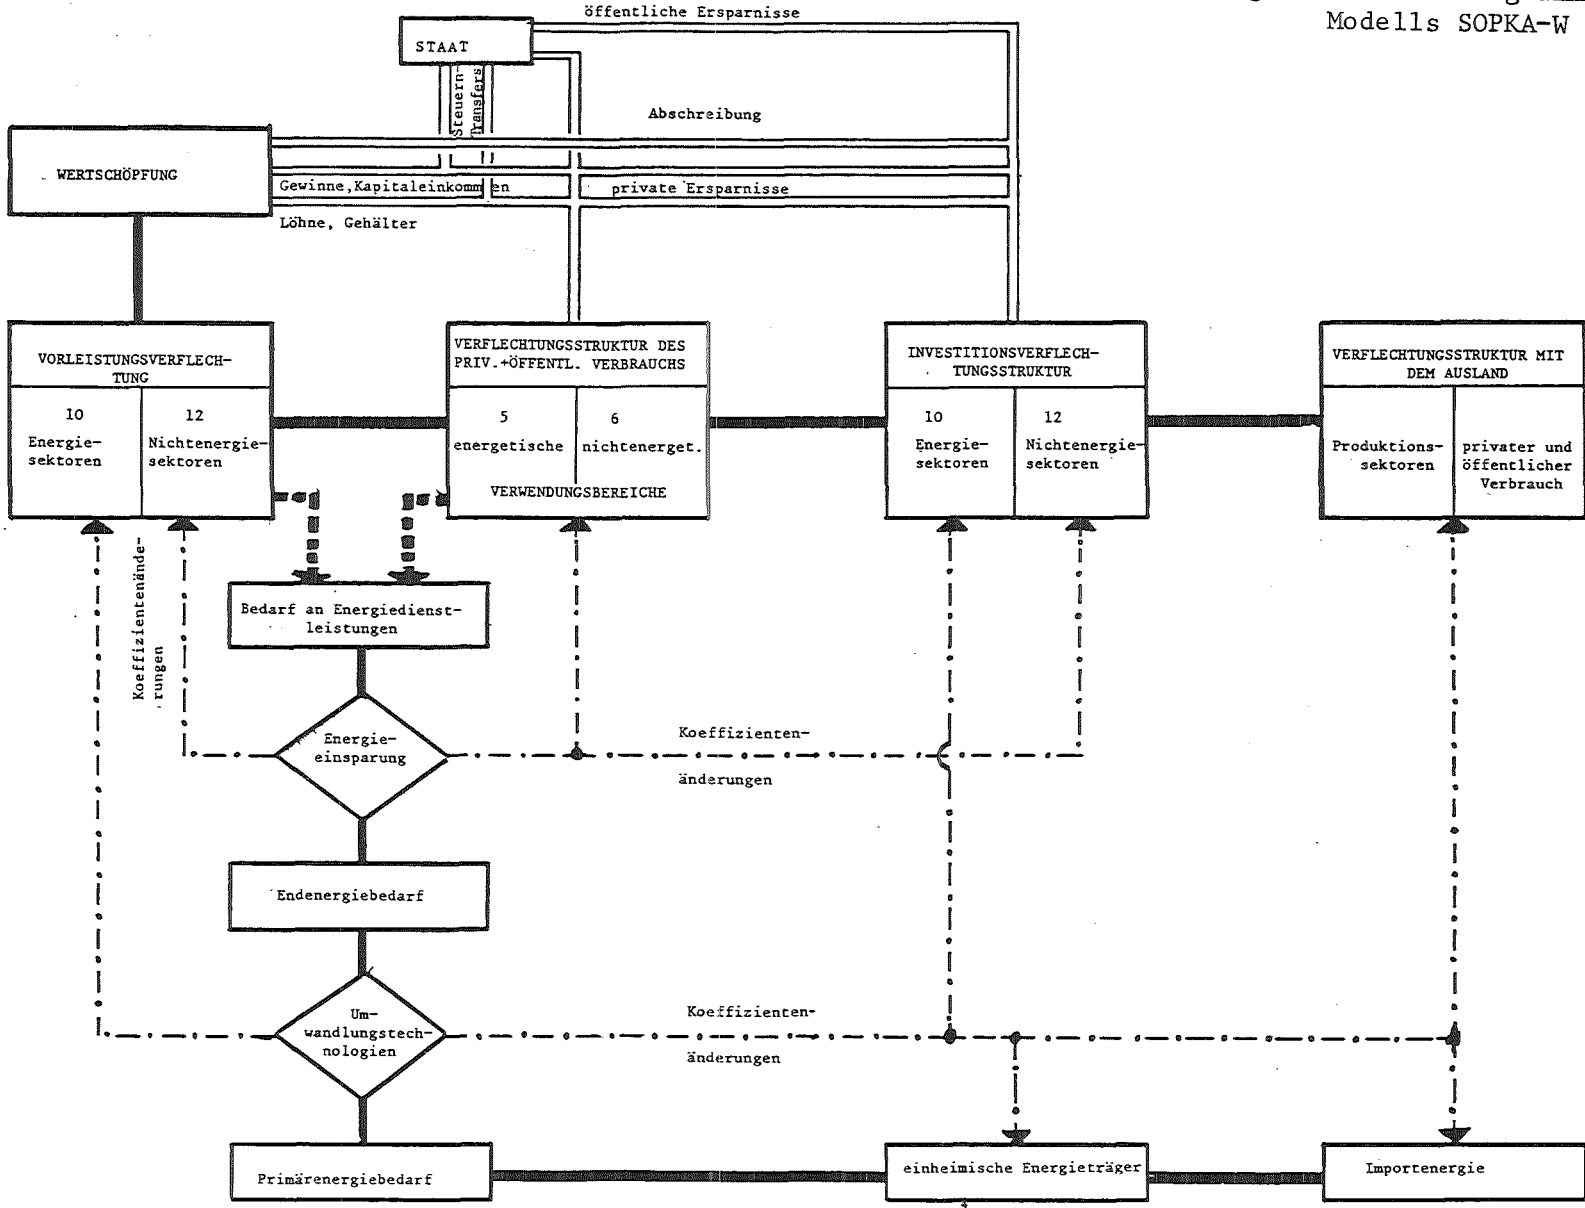 Modells SOPKA-W
öffentliche Ersparnisse
STAAT
Steuern
Transfers
Abschreibung
WERTSCHÖPFUNG
Gewinne,Kapitaleinkommen
private Ersparnisse
Löhne, Gehälter
VORLEISTUNGSVERFLECH-
TUNG
10
Energie-
sektoren
12
Nichtenergie-
sektoren
VERFLECHTUNGSSTRUKTUR DES
PRIV.+ÖFFENTL. VERBRAUCHS
5
energetische
6
nichtenerget.
VERWENDUNGSBEREICHE
INVESTITIONSVERFLECH-
TUNGSSTRUKTUR
10
Energie-
sektoren
12
Nichtenergie-
sektoren
VERFLECHTUNGSSTRUKTUR MIT
DEM AUSLAND
Produktions-
sektoren
privater und
öffentlicher
Verbrauch
Koeffizientenände-
rungen
Bedarf an Energiedienst-
leistungen
Energie-
einsparung
Koeffizienten-
änderungen
Endenergiebedarf
Um-
wandlungstech-
nologien
Koeffizienten-
änderungen
Primärenergiebedarf
einheimische Energieträger
Importenergie